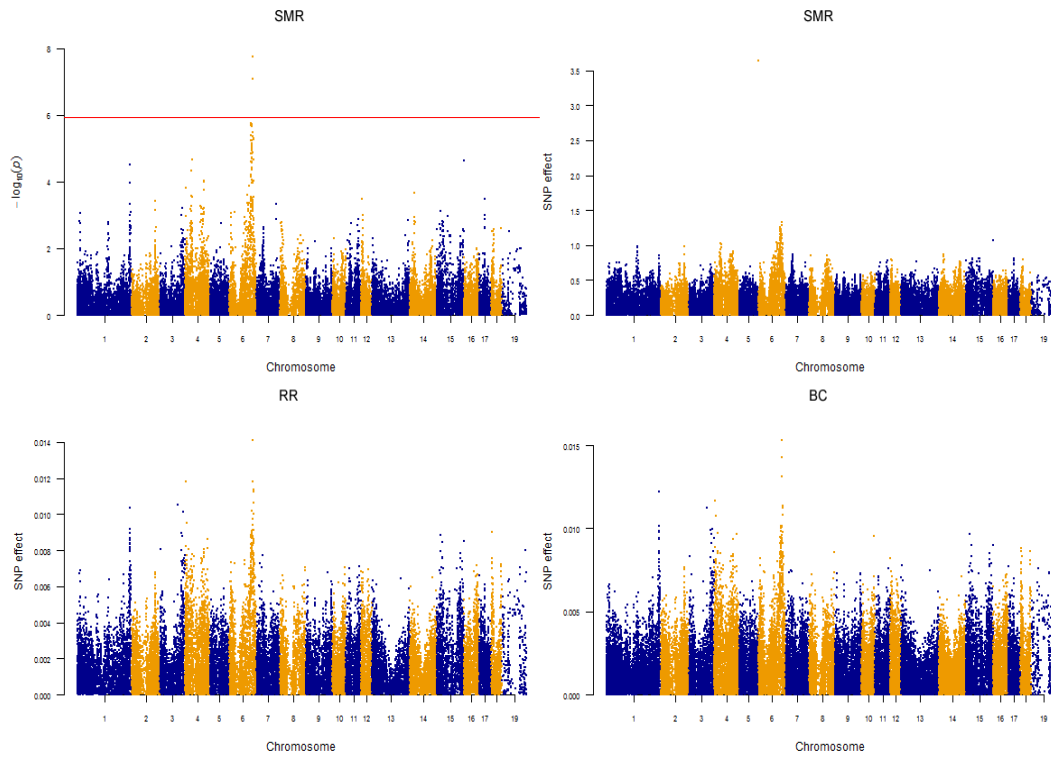 SMR
8
6
4
2
0
− log₁₀(p)
1 2 3 4 5 6 7 8 9 10 11 12 13 14 15 16 17 19
Chromosome
SMR
3.5
3.0
2.5
2.0
1.5
1.0
0.5
0.0
SNP effect
1 2 3 4 5 6 7 8 9 10 11 12 13 14 15 16 17 19
Chromosome
RR
0.014
0.012
0.010
0.008
0.006
0.004
0.002
0.000
SNP effect
1 2 3 4 5 6 7 8 9 10 11 12 13 14 15 16 17 19
Chromosome
BC
0.015
0.010
0.005
0.000
SNP effect
1 2 3 4 5 6 7 8 9 10 11 12 13 14 15 16 17 19
Chromosome